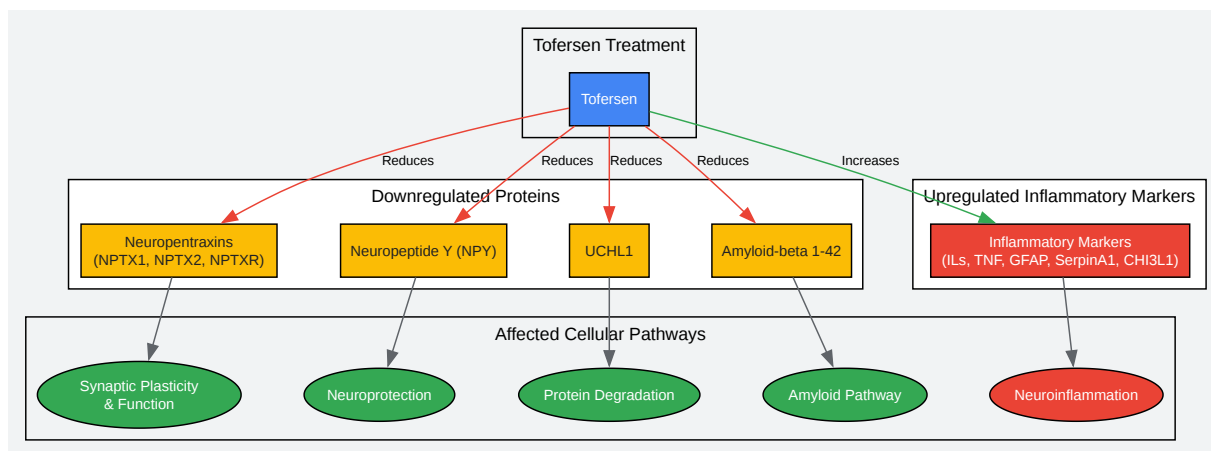 Tofersen Treatment
Tofersen
Reduces
Reduces
Reduces
Reduces
Increases
Downregulated Proteins
Upregulated Inflammatory Markers
Neuropentraxins
(NPTX1, NPTX2, NPTXR)
Neuropeptide Y (NPY)
UCHL1
Amyloid-beta 1-42
Inflammatory Markers
(ILs, TNF, GFAP, SerpinA1, CHI3L1)
Affected Cellular Pathways
Synaptic Plasticity
& Function
Neuroprotection
Protein Degradation
Amyloid Pathway
Neuroinflammation